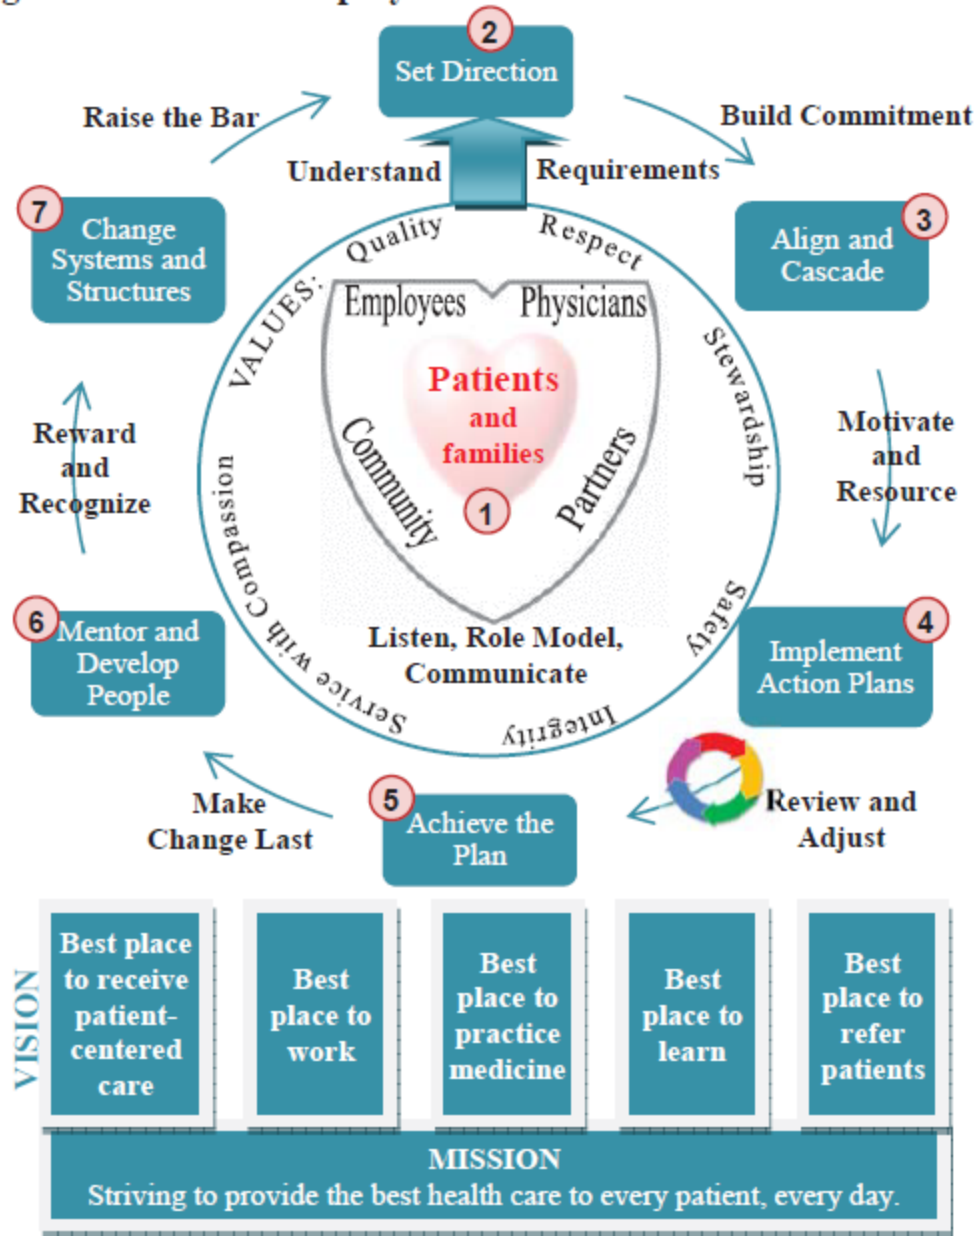 2
Set Direction
Raise the Bar
Build Commitment
Understand
Requirements
7
Change
Systems and
Structures
3
Align and
Cascade
VALUES:
Quality
Respect
Stewardship
Safety
Integrity
Service with Compassion
Employees
Physicians
Patients
and
families
1
Community
Partners
Listen, Role Model,
Communicate
Reward
and
Recognize
Motivate
and
Resource
6
Mentor and
Develop
People
4
Implement
Action Plans
Make
Change Last
5
Achieve the
Plan
Review and
Adjust
VISION
Best place
to receive
patient-
centered
care
Best
place to
work
Best
place to
practice
medicine
Best
place to
learn
Best
place to
refer
patients
MISSION
Striving to provide the best health care to every patient, every day.